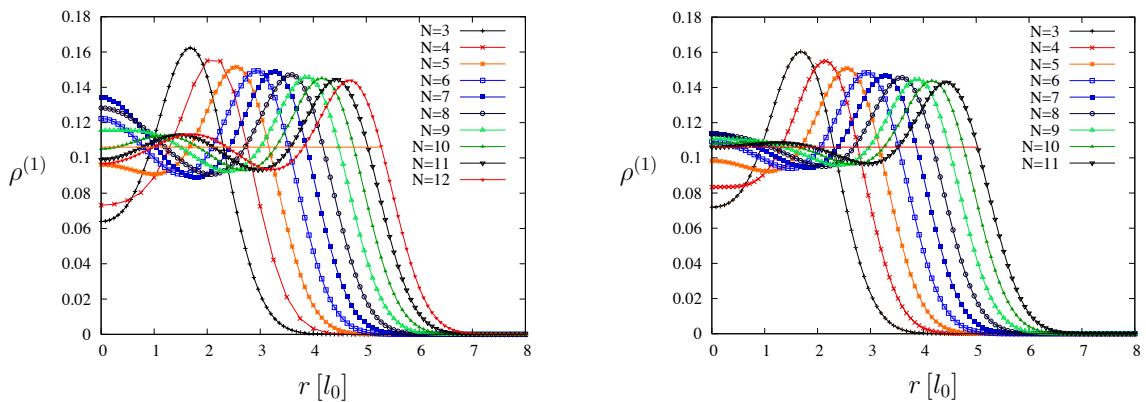 0.18
0.16
0.14
0.12
0.1
0.08
0.06
0.04
0.02
0
ρ(1)
0 1 2 3 4 5 6 7 8
r [l0]
N=3
N=4
N=5
N=6
N=7
N=8
N=9
N=10
N=11
N=12
0.18
0.16
0.14
0.12
0.1
0.08
0.06
0.04
0.02
0
ρ(1)
0 1 2 3 4 5 6 7 8
r [l0]
N=3
N=4
N=5
N=6
N=7
N=8
N=9
N=10
N=11